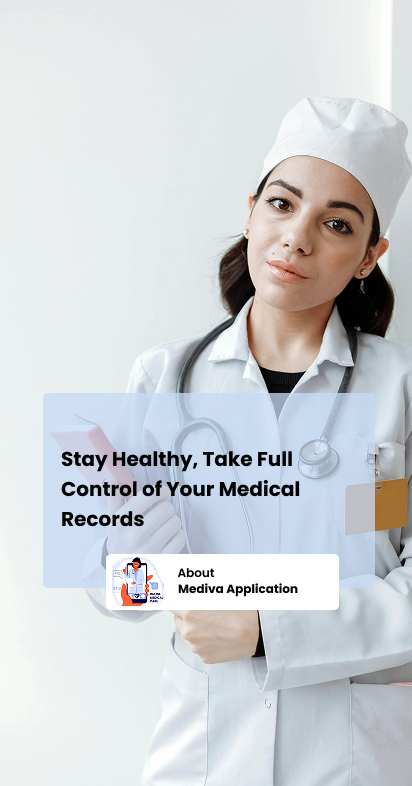 Stay Healthy, Take Full
Control of Your Medical
Records
About
Mediva Application